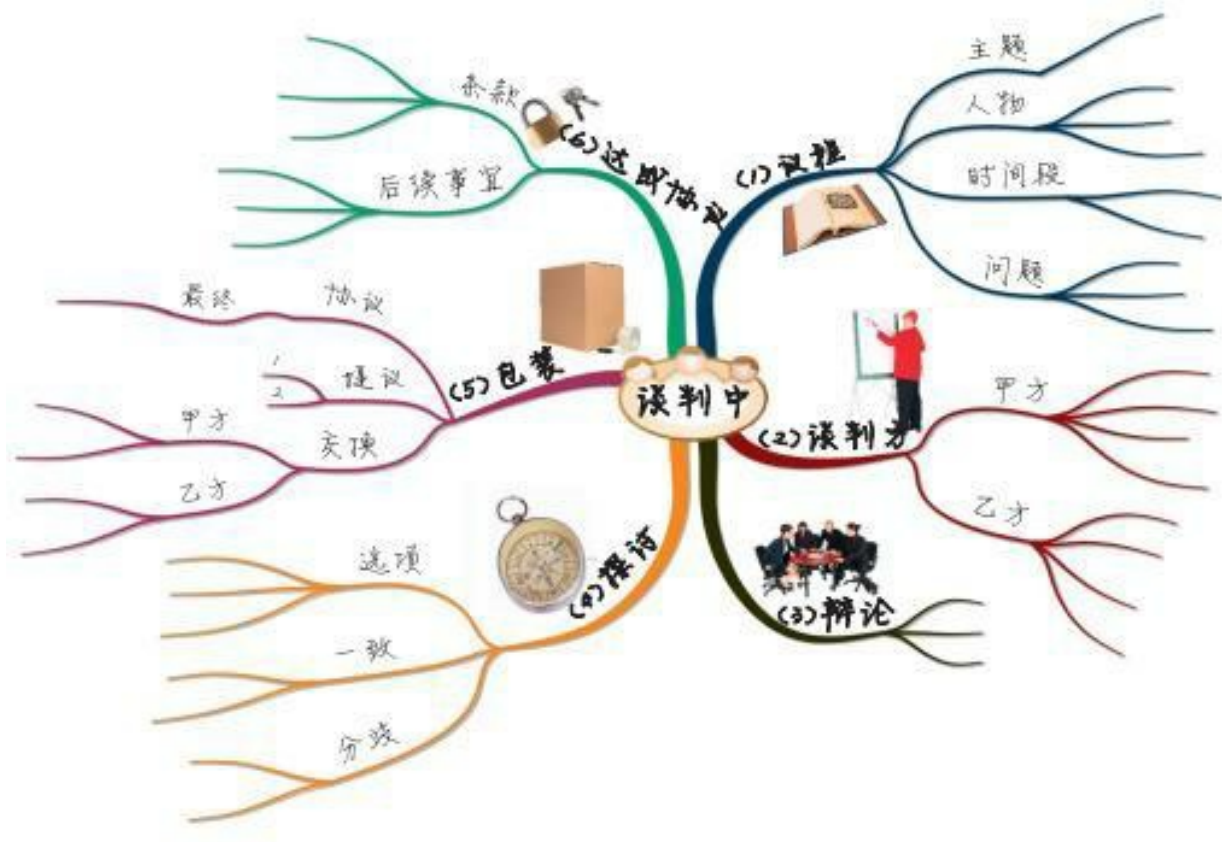 谈判中
(1)议程
主题
人物
时间段
问题
(2)谈判方
甲方
乙方
(3)辩论
(4)探讨
选项
一致
分歧
(5)包装
协议
最终
提议
1
2
交换
甲方
乙方
(6)达成协议
条款
后续事宜